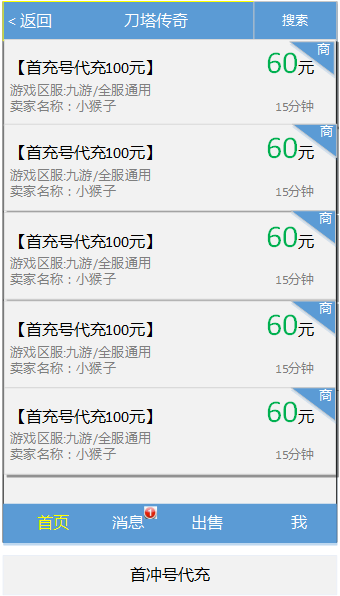 < 返回 刀塔传奇 搜索
商
【首充号代充100元】 60元
游戏区服:九游/全服通用
卖家名称：小猴子 15分钟
商
【首充号代充100元】 60元
游戏区服:九游/全服通用
卖家名称：小猴子 15分钟
商
【首充号代充100元】 60元
游戏区服:九游/全服通用
卖家名称：小猴子 15分钟
商
【首充号代充100元】 60元
游戏区服:九游/全服通用
卖家名称：小猴子 15分钟
商
【首充号代充100元】 60元
游戏区服:九游/全服通用
卖家名称：小猴子 15分钟
首页 消息 1 出售 我
首冲号代充